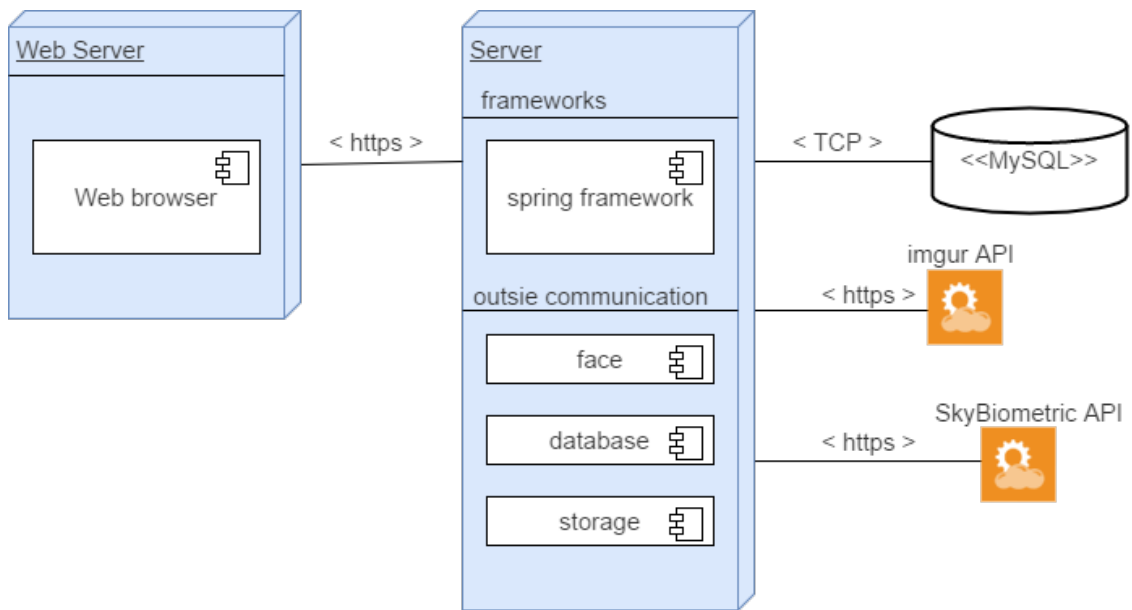 Web Server
Web browser
< https >
Server
frameworks
spring framework
outsie communication
face
database
storage
< TCP >
<<MySQL>>
imgur API
< https >
SkyBiometric API
< https >